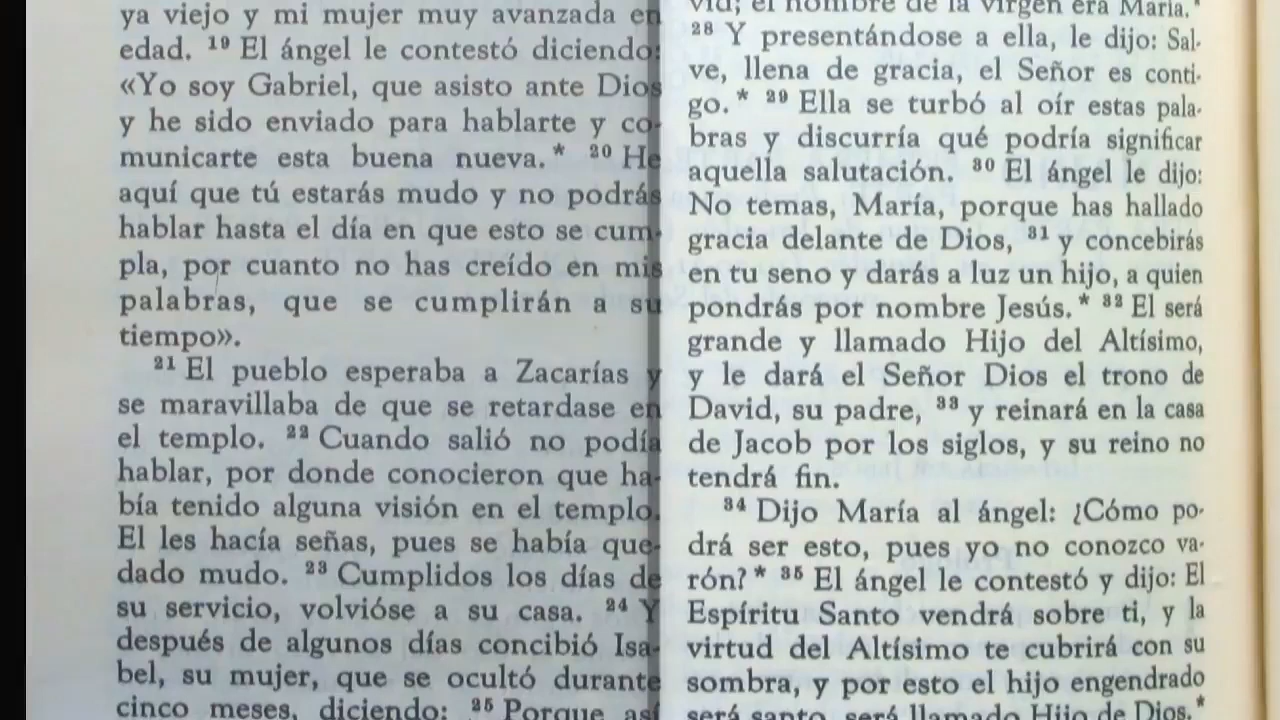 ya viejo y mi mujer muy avanzada en
edad. 19 El ángel le contestó diciendo:
«Yo soy Gabriel, que asisto ante Dios
y he sido enviado para hablarte y co-
municarte esta buena nueva.* 20 He
aquí que tú estarás mudo y no podrás
hablar hasta el día en que esto se cum-
pla, por cuanto no has creído en mis
palabras, que se cumplirán a su
tiempo».
21 El pueblo esperaba a Zacarías y
se maravillaba de que se retardase en
el templo. 22 Cuando salió no podía
hablar, por donde conocieron que ha-
bía tenido alguna visión en el templo.
El les hacía señas, pues se había que-
dado mudo. 23 Cumplidos los días de
su servicio, volvióse a su casa. 24 Y
después de algunos días concibió Isa-
bel, su mujer, que se ocultó durante
cinco meses, diciendo: 25 Porque así
vid; el nombre de la virgen era María.*
28 Y presentándose a ella, le dijo: Sal-
ve, llena de gracia, el Señor es conti-
go.* 29 Ella se turbó al oír estas pala-
bras y discurría qué podría significar
aquella salutación. 30 El ángel le dijo:
No temas, María, porque has hallado
gracia delante de Dios, 31 y concebirás
en tu seno y darás a luz un hijo, a quien
pondrás por nombre Jesús.* 32 El será
grande y llamado Hijo del Altísimo,
y le dará el Señor Dios el trono de
David, su padre, 33 y reinará en la casa
de Jacob por los siglos, y su reino no
tendrá fin.
34 Dijo María al ángel: ¿Cómo po-
drá ser esto, pues yo no conozco va-
rón?* 35 El ángel le contestó y dijo: El
Espíritu Santo vendrá sobre ti, y la
virtud del Altísimo te cubrirá con su
sombra, y por esto el hijo engendrado
será santo, será llamado Hijo de Dios.*